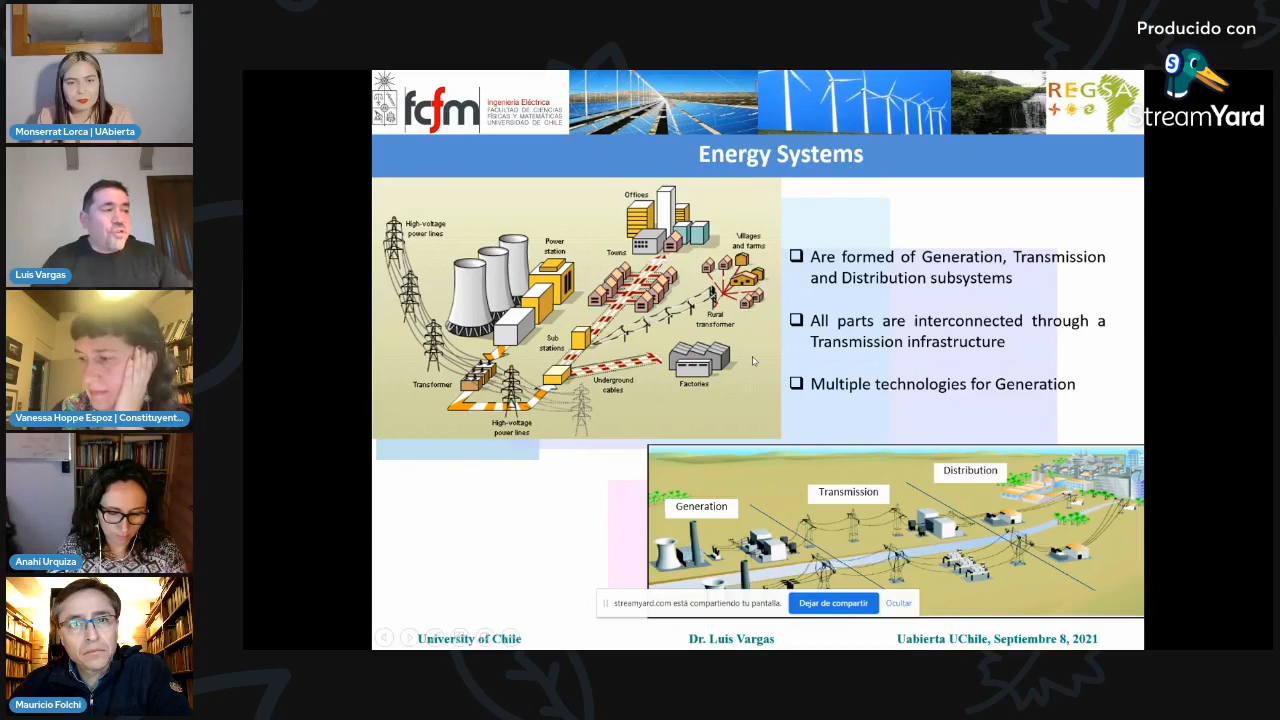 Producido con
StreamYard
Monserrat Lorca | UAbierta
Luis Vargas
Vanessa Hoppe Espoz | Constituyent...
Anahí Urquiza
Mauricio Folchi
fcfm
Ingeniería Eléctrica
FACULTAD DE CIENCIAS
FÍSICAS Y MATEMÁTICAS
UNIVERSIDAD DE CHILE
REGSA
Energy Systems
Offices
High-voltage
power lines
Power
station
Towns
Villages
and farms
Rural
transformer
Sub
stations
Transformer
Underground
cables
Factories
High-voltage
power lines
❑ Are formed of Generation, Transmission
and Distribution subsystems
❑ All parts are interconnected through a
Transmission infrastructure
❑ Multiple technologies for Generation
Distribution
Transmission
Generation
streamyard.com está compartiendo tu pantalla.
Dejar de compartir
Ocultar
University of Chile
Dr. Luis Vargas
Uabierta UChile, Septiembre 8, 2021